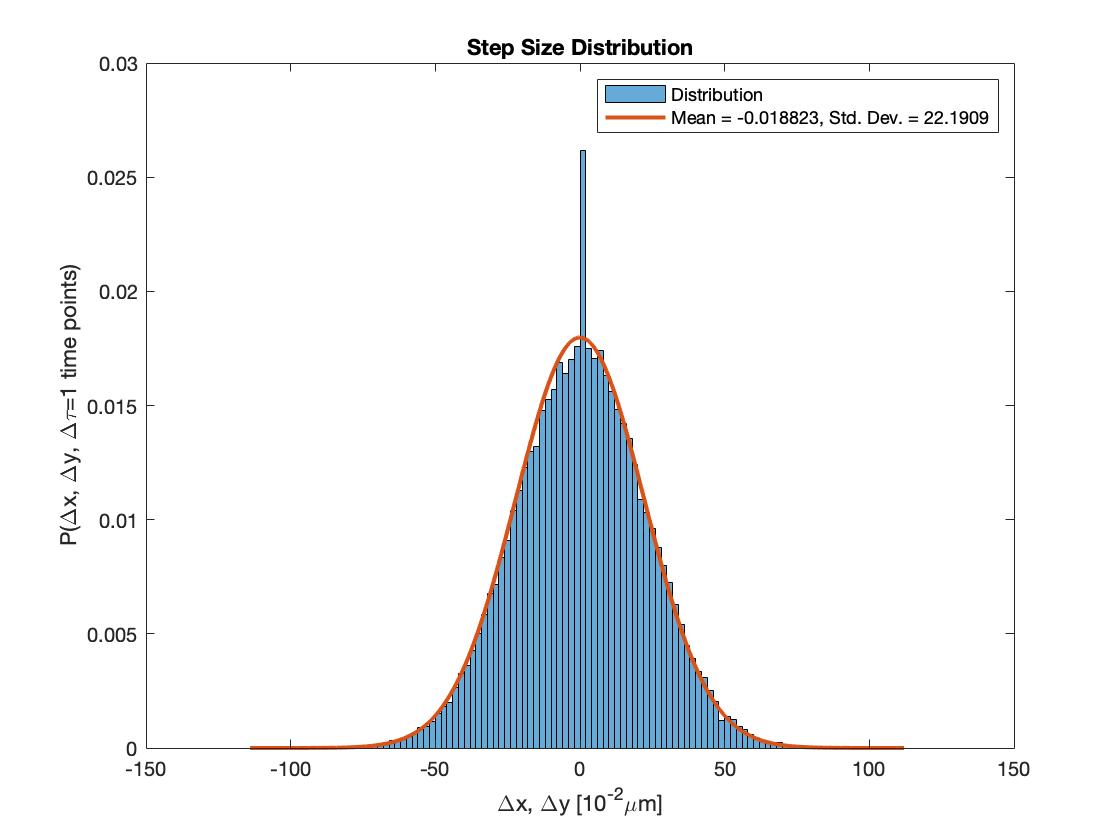 Step Size Distribution
0.03
0.025
0.02
0.015
0.01
0.005
0
P(Δx, Δy, Δτ=1 time points)
Distribution
Mean = -0.018823, Std. Dev. = 22.1909
-150 -100 -50 0 50 100 150
Δx, Δy [10⁻²μm]